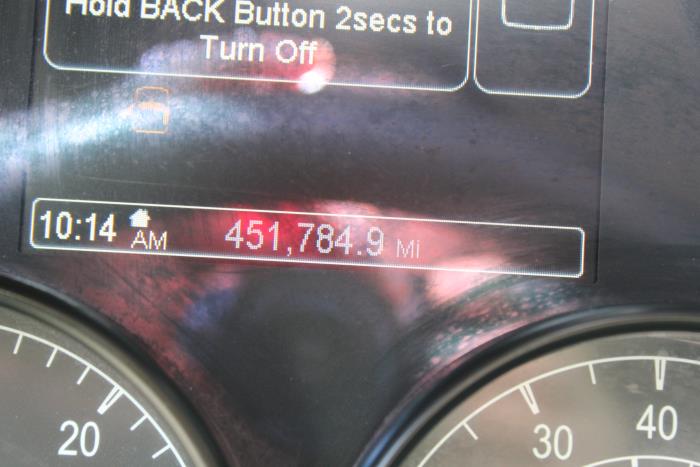 Hold BACK Button 2secs to
Turn Off
10:14 AM 451,784.9 Mi
20 30 40